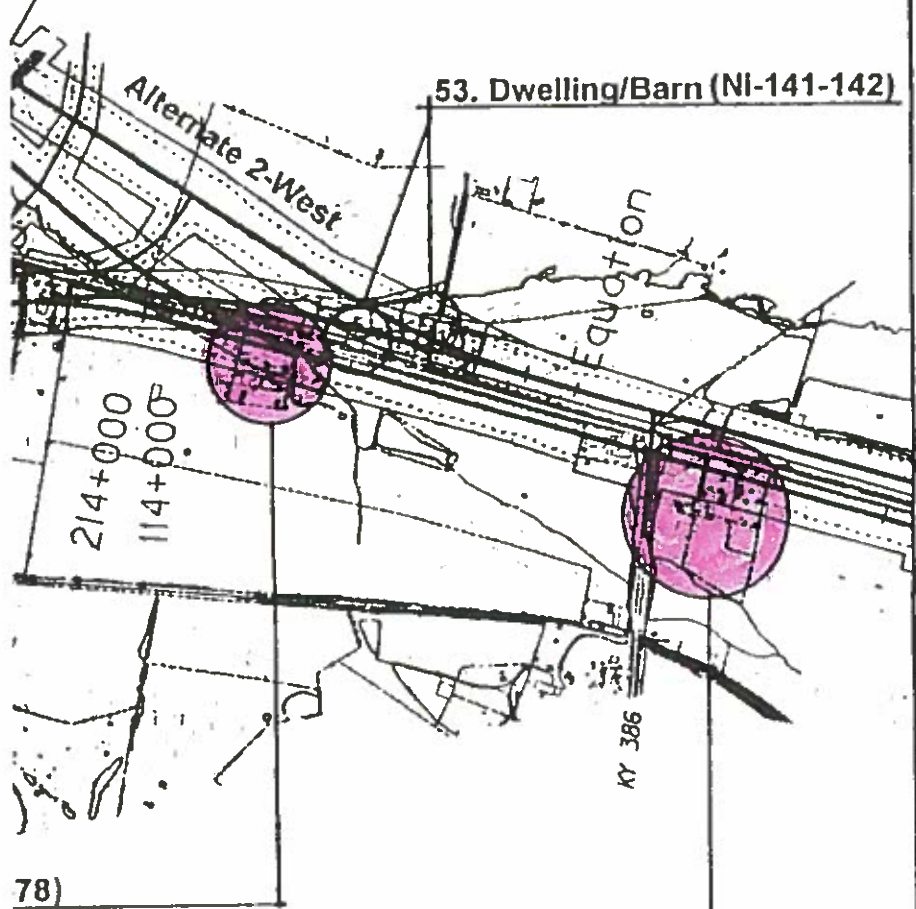 53. Dwelling/Barn (NI-141-142)
Alternate 2-West
Equation
214+000
114+000
KY 386
78)